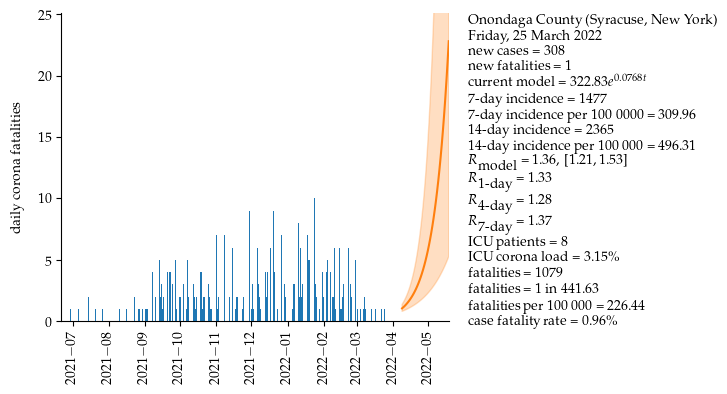 25
20
15
10
5
0
daily corona fatalities
2021−07
2021−08
2021−09
2021−10
2021−11
2021−12
2022−01
2022−02
2022−03
2022−04
2022−05
Onondaga County (Syracuse, New York)
Friday, 25 March 2022
new cases = 308
new fatalities = 1
current model = 322.83e^0.0768t
7-day incidence = 1477
7-day incidence per 100 0000 = 309.96
14-day incidence = 2365
14-day incidence per 100 000 = 496.31
R_model = 1.36, [1.21, 1.53]
R_1-day = 1.33
R_4-day = 1.28
R_7-day = 1.37
ICU patients = 8
ICU corona load = 3.15%
fatalities = 1079
fatalities = 1 in 441.63
fatalities per 100 000 = 226.44
case fatality rate = 0.96%